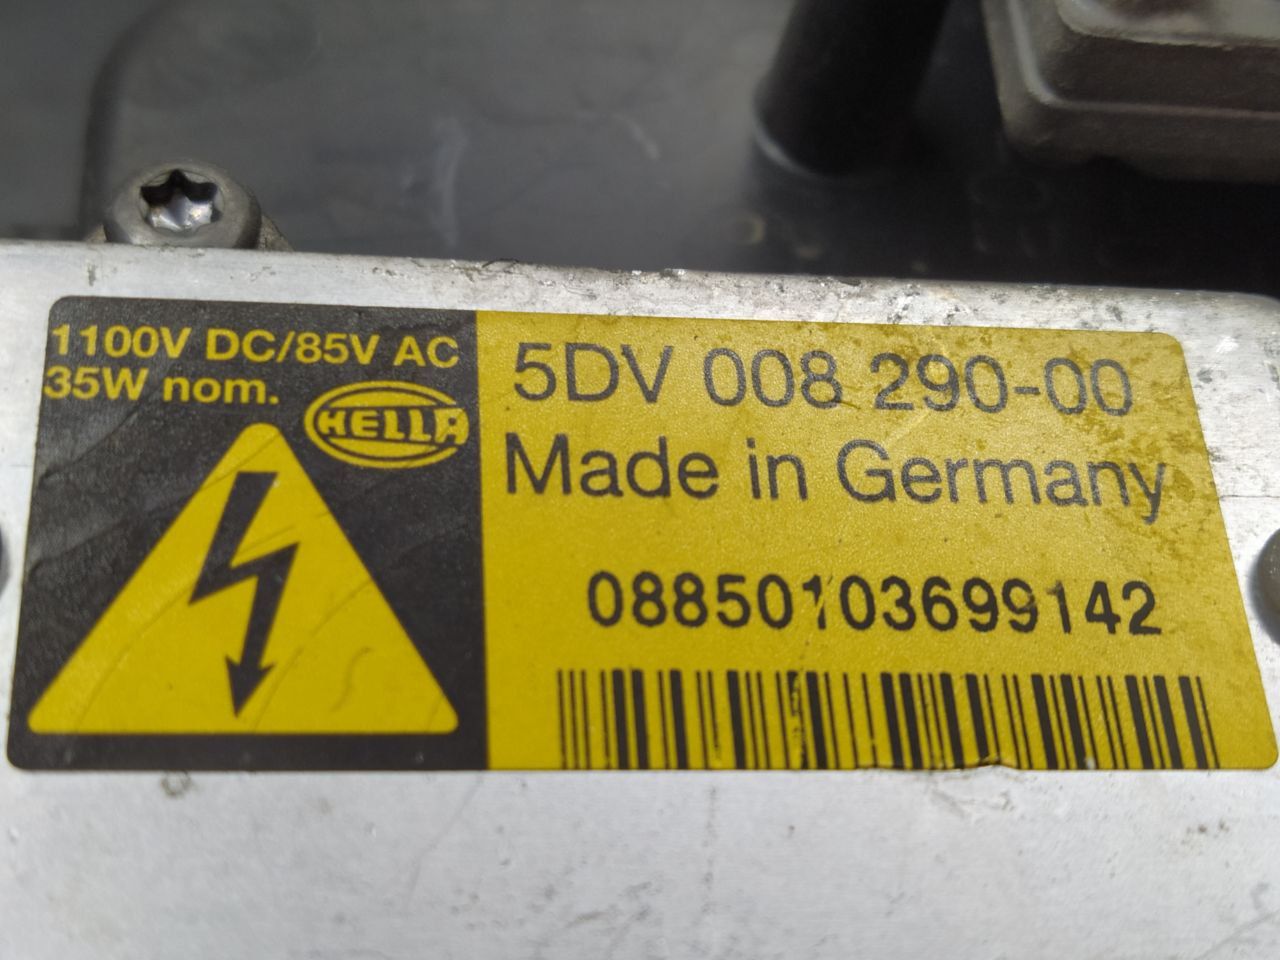 1100V DC/85V AC
35W nom.
HELLA
5DV 008 290-00
Made in Germany
08850103699142